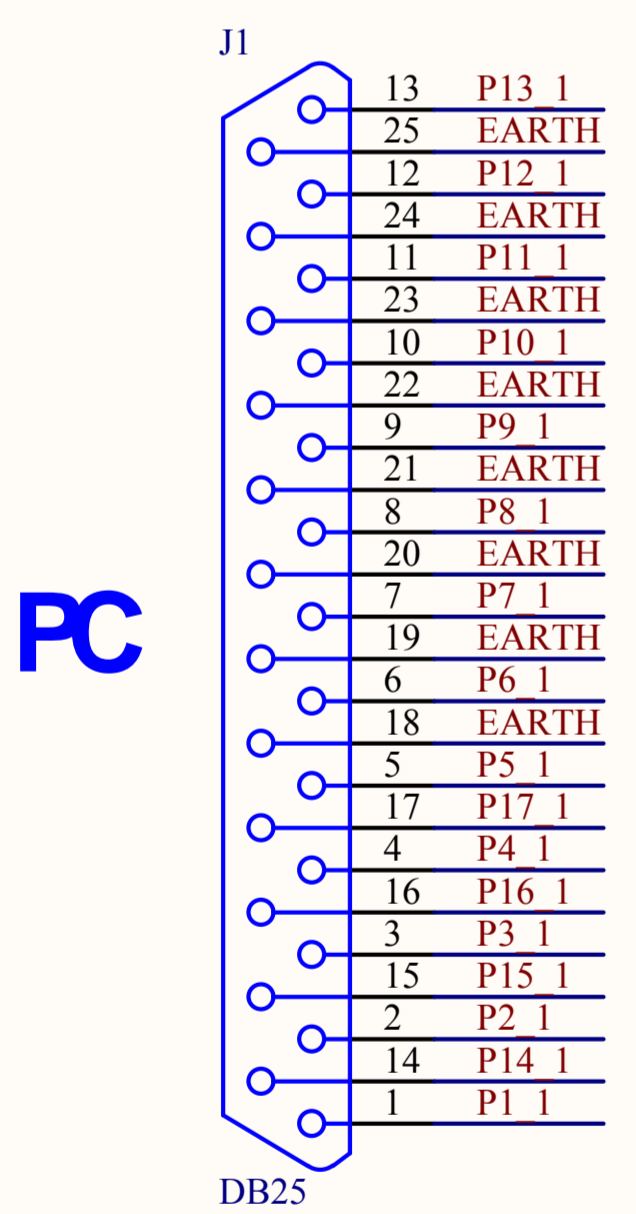 J1
13 P13_1
25 EARTH
12 P12_1
24 EARTH
11 P11_1
23 EARTH
10 P10_1
22 EARTH
9 P9_1
21 EARTH
8 P8_1
20 EARTH
7 P7_1
19 EARTH
PC
6 P6_1
18 EARTH
5 P5_1
17 P17_1
4 P4_1
16 P16_1
3 P3_1
15 P15_1
2 P2_1
14 P14_1
1 P1_1
DB25